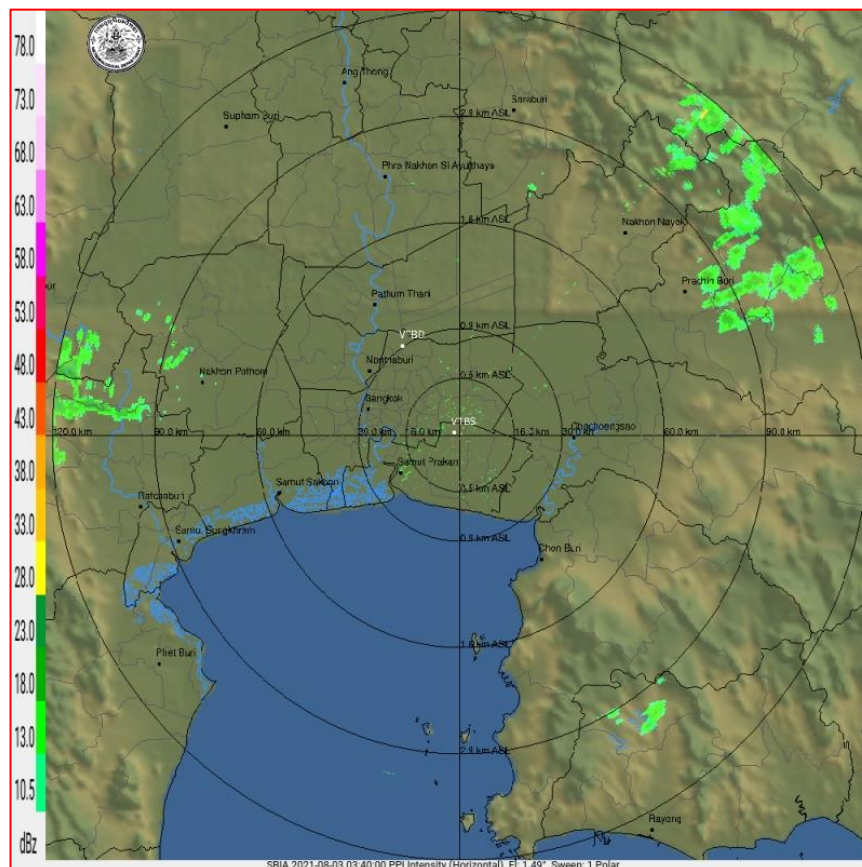 78.0
73.0
68.0
63.0
58.0
53.0
48.0
43.0
38.0
33.0
28.0
23.0
18.0
13.0
10.5
dBz
Ang Thong
Saraburi
2.9 km ASL
Suphan Buri
Phra Nakhon Si Ayutthaya
1.8 km ASL
Nakhon Nayok
Prachin Buri
Pathum Thani
0.9 km ASL
VTBD
Nonthaburi
Nakhon Pathom
0.5 km ASL
Bangkok
VTBS
Chachoengsao
120.0 km
90.0 km
60.0 km
30.0 km
15.0 km
15.0 km
30.0 km
60.0 km
90.0 km
Samut Prakan
Samut Sakhon
0.5 km ASL
Ratchaburi
Samut Songkhram
0.9 km ASL
Chon Buri
1.8 km ASL
Phet Buri
2.9 km ASL
Rayong
SBIA 2021-08-03 03:40:00 PPI Intensity (Horizontal), El: 1.49°, Sweep: 1 Polar